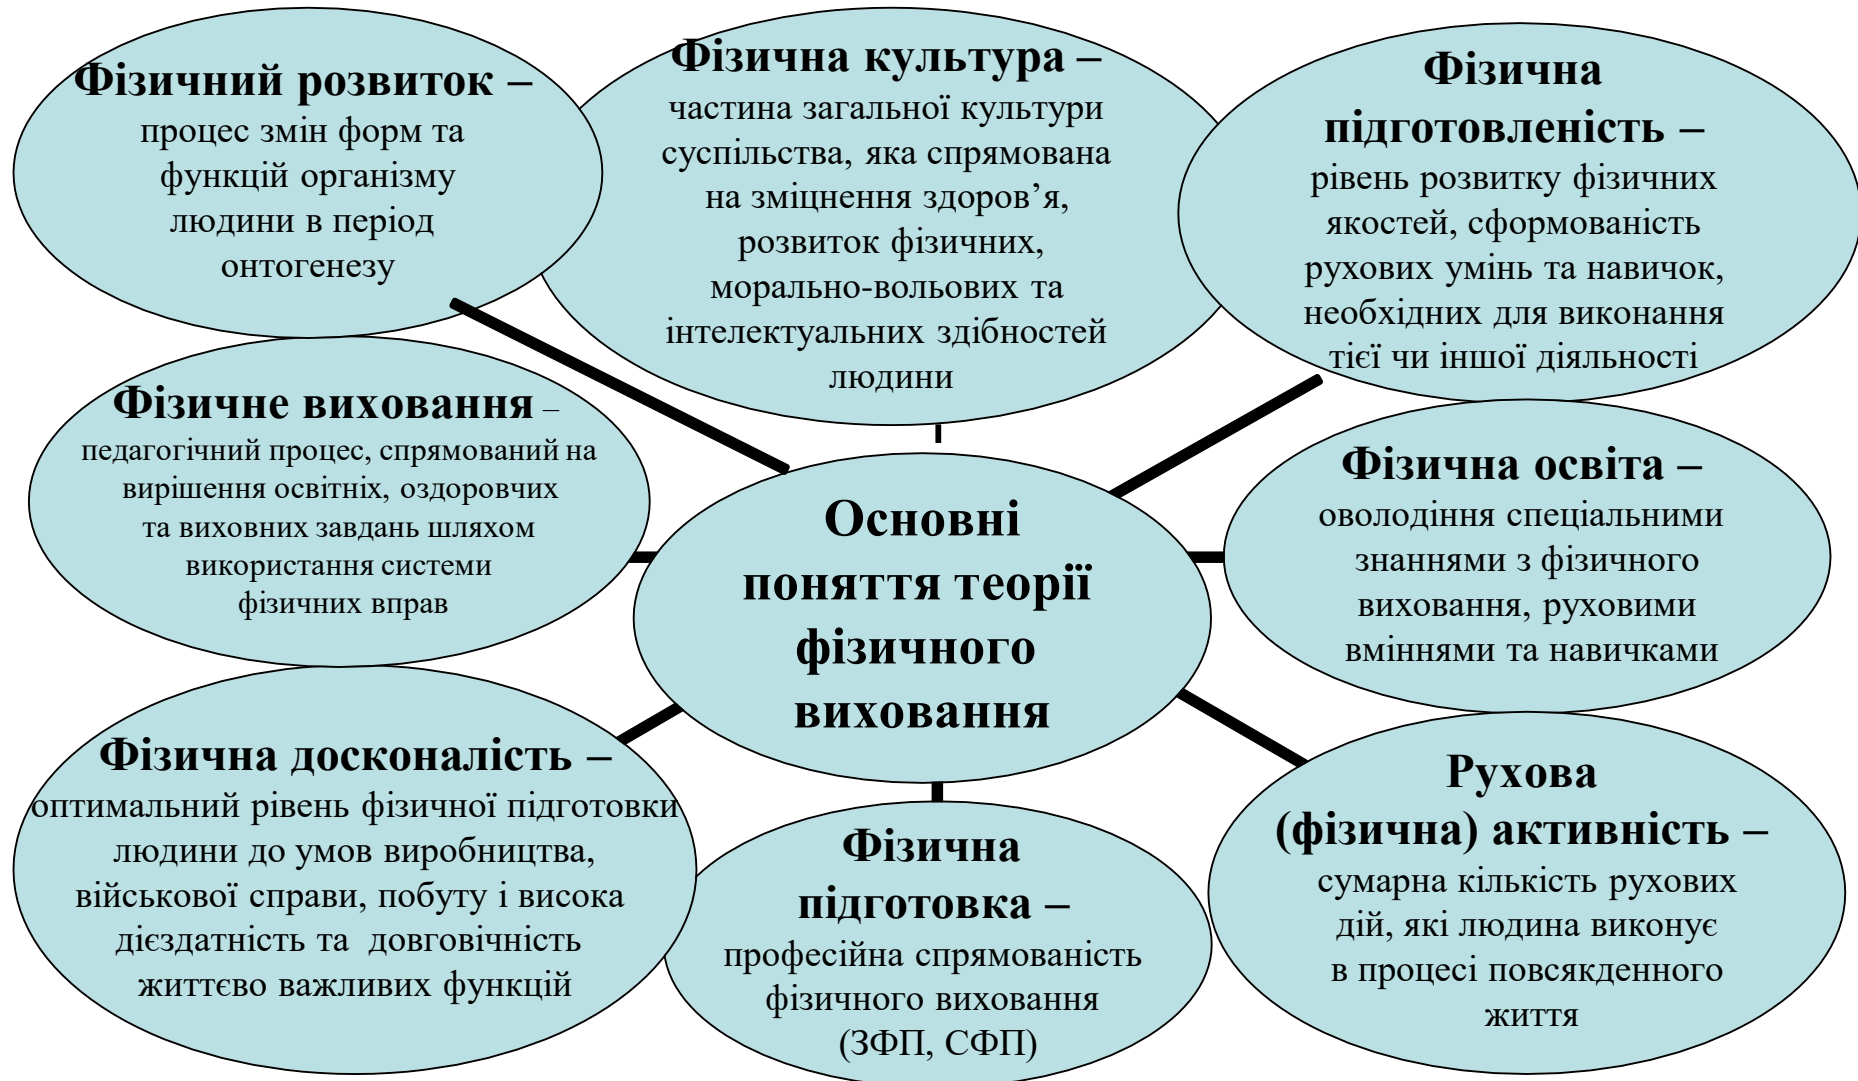 Фізичний розвиток –
процес змін форм та
функцій організму
людини в період
онтогенезу
Фізична культура –
частина загальної культури
суспільства, яка спрямована
на зміцнення здоров’я,
розвиток фізичних,
морально-вольових та
інтелектуальних здібностей
людини
Фізична
підготовленість –
рівень розвитку фізичних
якостей, сформованість
рухових умінь та навичок,
необхідних для виконання
тієї чи іншої діяльності
Фізичне виховання –
педагогічний процес, спрямований на
вирішення освітніх, оздоровчих
та виховних завдань шляхом
використання системи
фізичних вправ
Основні
поняття теорії
фізичного
виховання
Фізична освіта –
оволодіння спеціальними
знаннями з фізичного
виховання, руховими
вміннями та навичками
Фізична досконалість –
оптимальний рівень фізичної підготовки
людини до умов виробництва,
військової справи, побуту і висока
дієздатність та  довговічність
життєво важливих функцій
Фізична
підготовка –
професійна спрямованість
фізичного виховання
(ЗФП, СФП)
Рухова
(фізична) активність –
сумарна кількість рухових
дій, які людина виконує
в процесі повсякденного
життя